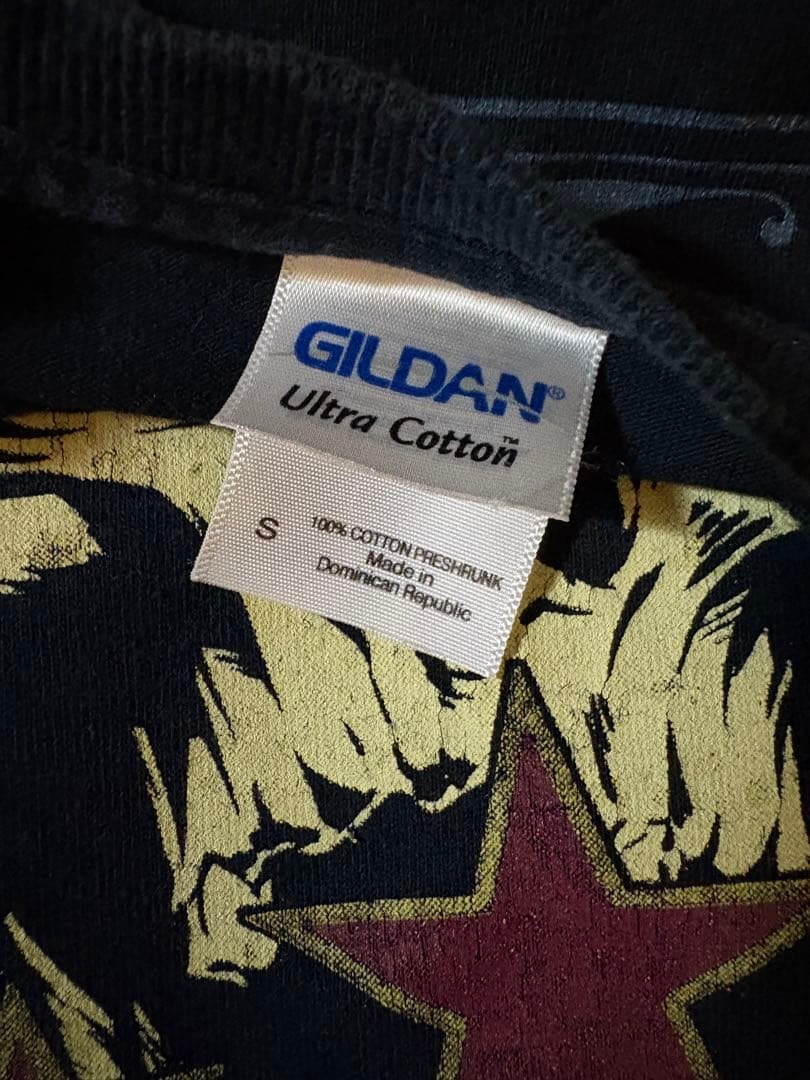 GILDAN®
Ultra Cotton™
S
100% COTTON PRESHRUNK
Made in
Dominican Republic